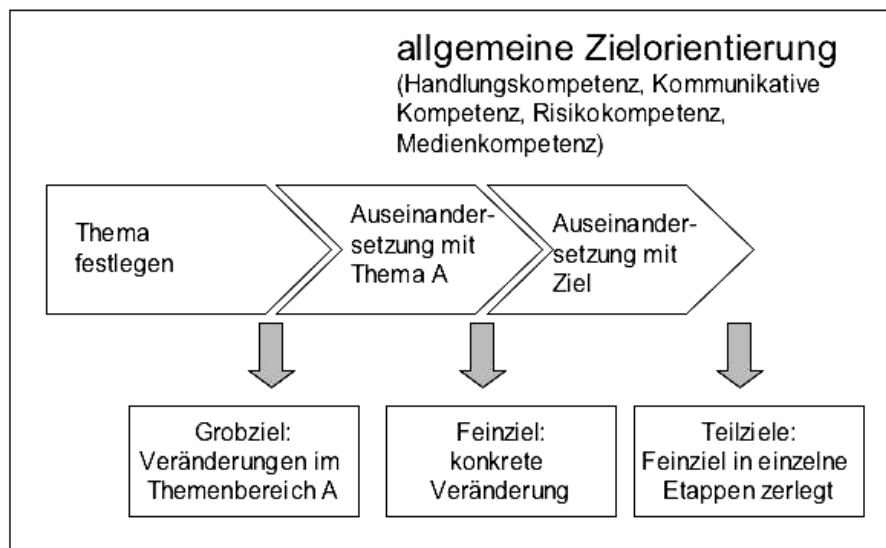 allgemeine Zielorientierung
(Handlungskompetenz, Kommunikative
Kompetenz, Risikokompetenz,
Medienkompetenz)
Thema
festlegen
Auseinander-
setzung mit
Thema A
Auseinander-
setzung mit
Ziel
Grobziel:
Veränderungen im
Themenbereich A
Feinziel:
konkrete
Veränderung
Teilziele:
Feinziel in einzelne
Etappen zerlegt